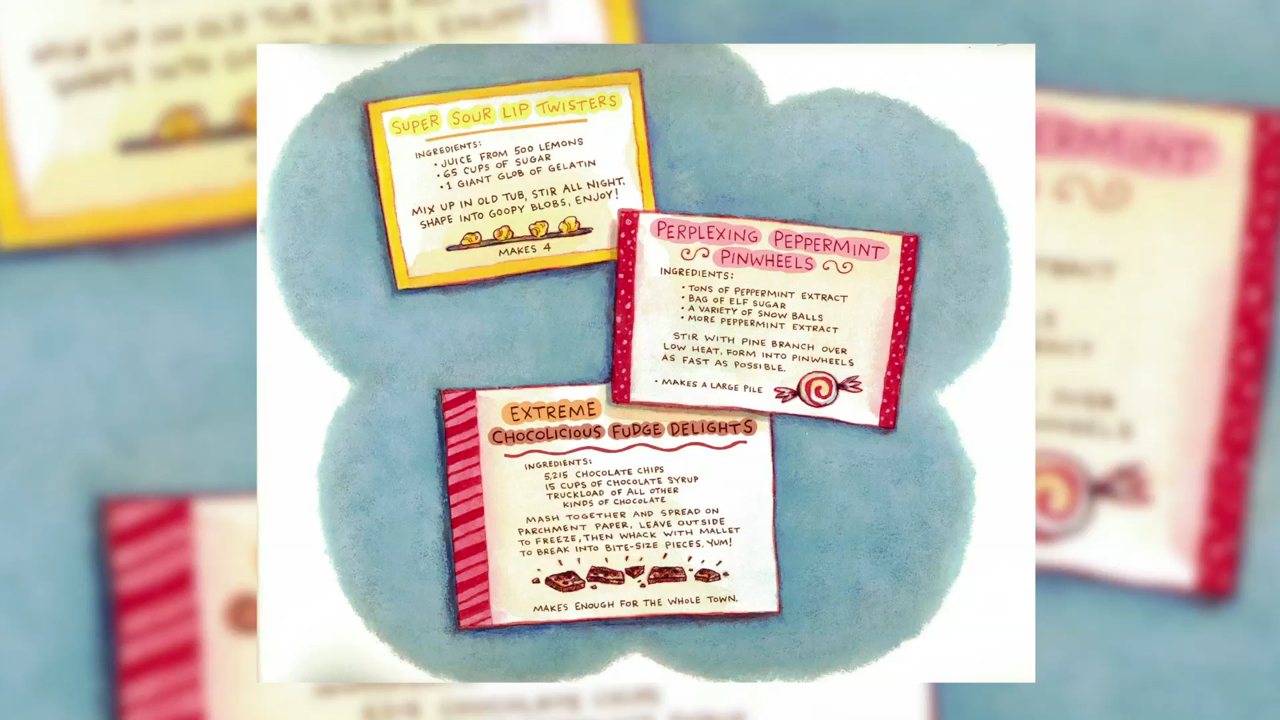 SUPER SOUR LIP TWISTERS
INGREDIENTS:
• JUICE FROM 500 LEMONS
• 65 CUPS OF SUGAR
• 1 GIANT GLOB OF GELATIN
MIX UP IN OLD TUB, STIR ALL NIGHT.
SHAPE INTO GOOPY BLOBS, ENJOY!
MAKES 4
PERPLEXING PEPPERMINT
PINWHEELS
INGREDIENTS:
• TONS OF PEPPERMINT EXTRACT
• BAG OF ELF SUGAR
• A VARIETY OF SNOW BALLS
• MORE PEPPERMINT EXTRACT
STIR WITH PINE BRANCH OVER
LOW HEAT. FORM INTO PINWHEELS
AS FAST AS POSSIBLE.
• MAKES A LARGE PILE
EXTREME
CHOCOLICIOUS FUDGE DELIGHTS
INGREDIENTS:
5,215 CHOCOLATE CHIPS
15 CUPS OF CHOCOLATE SYRUP
TRUCKLOAD OF ALL OTHER
KINDS OF CHOCOLATE
MASH TOGETHER AND SPREAD ON
PARCHMENT PAPER, LEAVE OUTSIDE
TO FREEZE, THEN WHACK WITH MALLET
TO BREAK INTO BITE-SIZE PIECES. YUM!
MAKES ENOUGH FOR THE WHOLE TOWN.